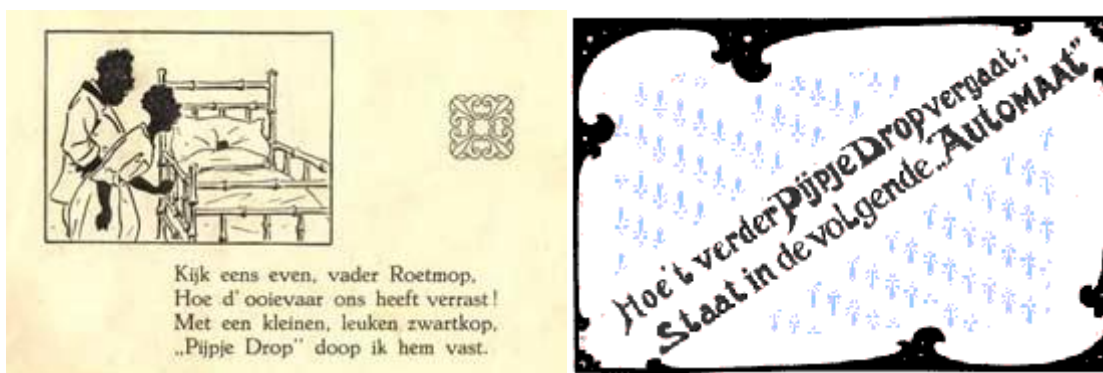 Kijk eens even, vader Roetmop,
Hoe d' ooievaar ons heeft verrast!
Met een kleinen, leuken zwartkop,
„Pijpje Drop" doop ik hem vast.
Hoe't verder Pijpje Drop vergaat;
Staat in de volgende „AutoMAAT"